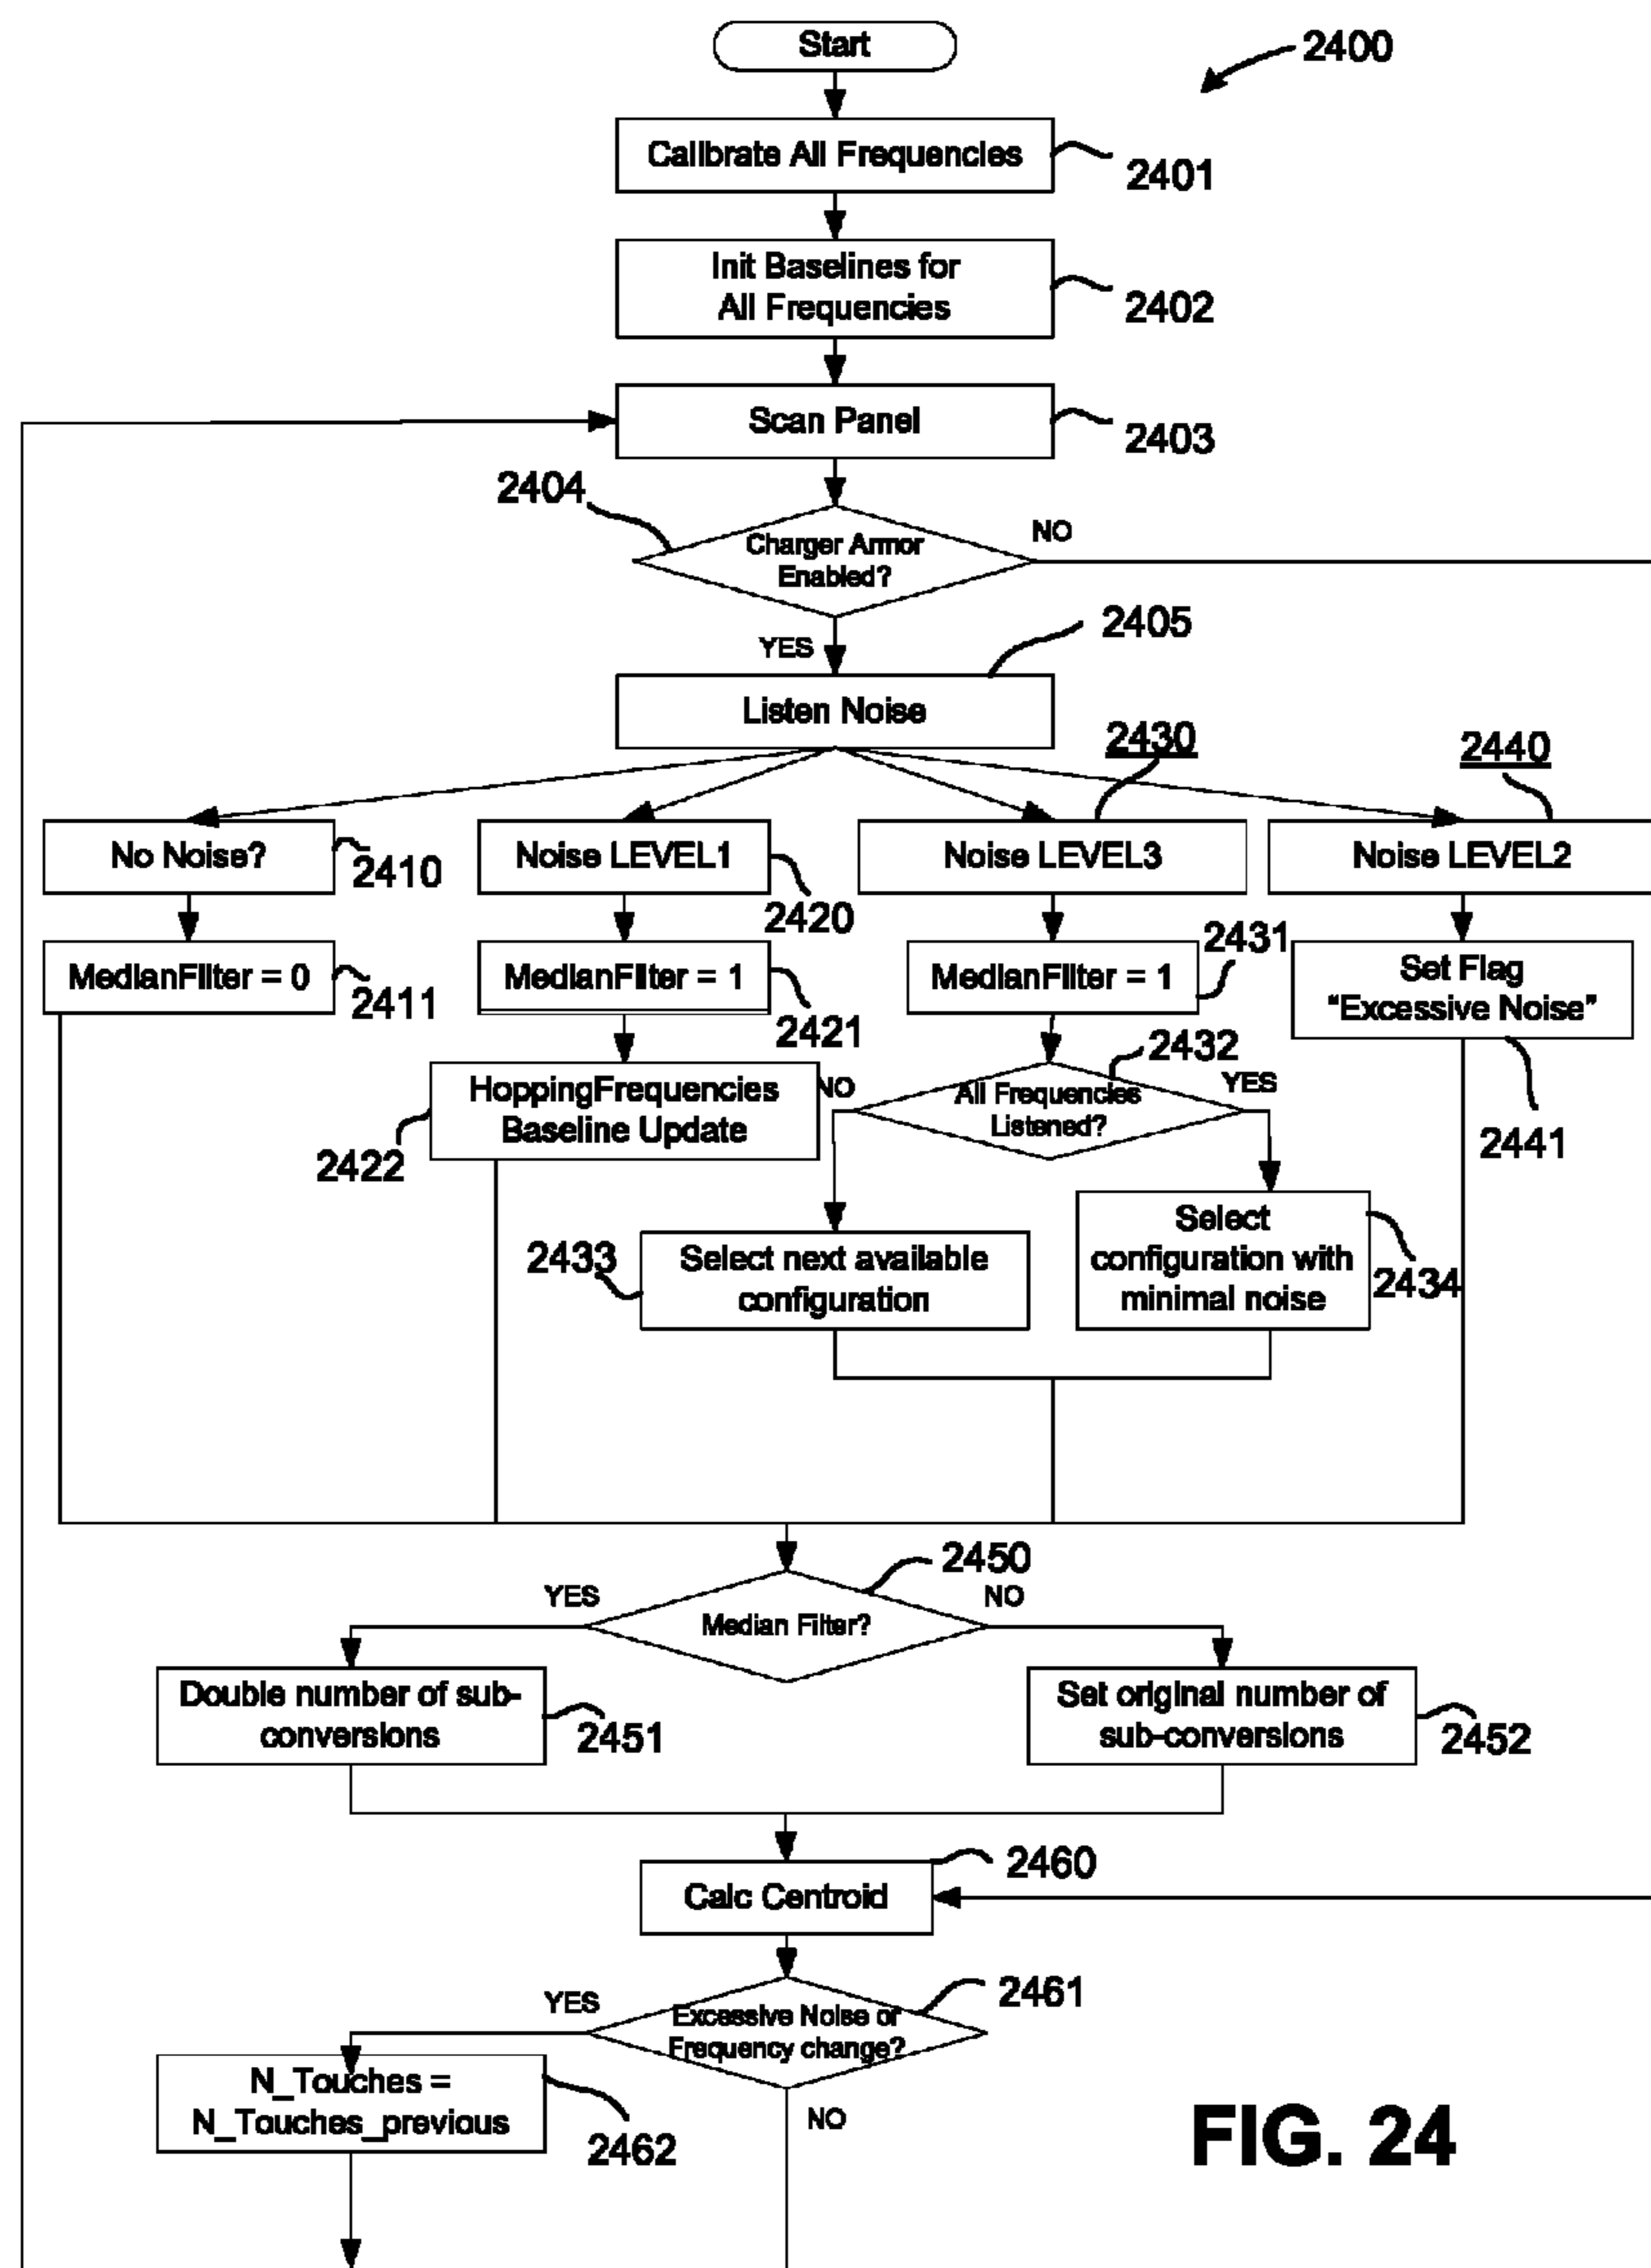 Start
2400
Calibrate All Frequencies
2401
Init Baselines for
All Frequencies
2402
Scan Panel
2403
2404
Charger Armor
Enabled?
NO
YES
2405
Listen Noise
2430
2440
No Noise?
2410
Noise LEVEL1
2420
Noise LEVEL3
Noise LEVEL2
MedianFilter = 0
2411
MedianFilter = 1
2421
MedianFilter = 1
2431
Set Flag
“Excessive Noise”
2441
HoppingFrequencies
Baseline Update
2422
NO
All Frequencies
Listened?
2432
YES
2433
Select next available
configuration
Select
configuration with
minimal noise
2434
2450
YES
Median Filter?
NO
Double number of sub-
conversions
2451
Set original number of
sub-conversions
2452
Calc Centroid
2460
YES
Excessive Noise or
Frequency change?
2461
N_Touches =
N_Touches_previous
2462
NO
FIG. 24